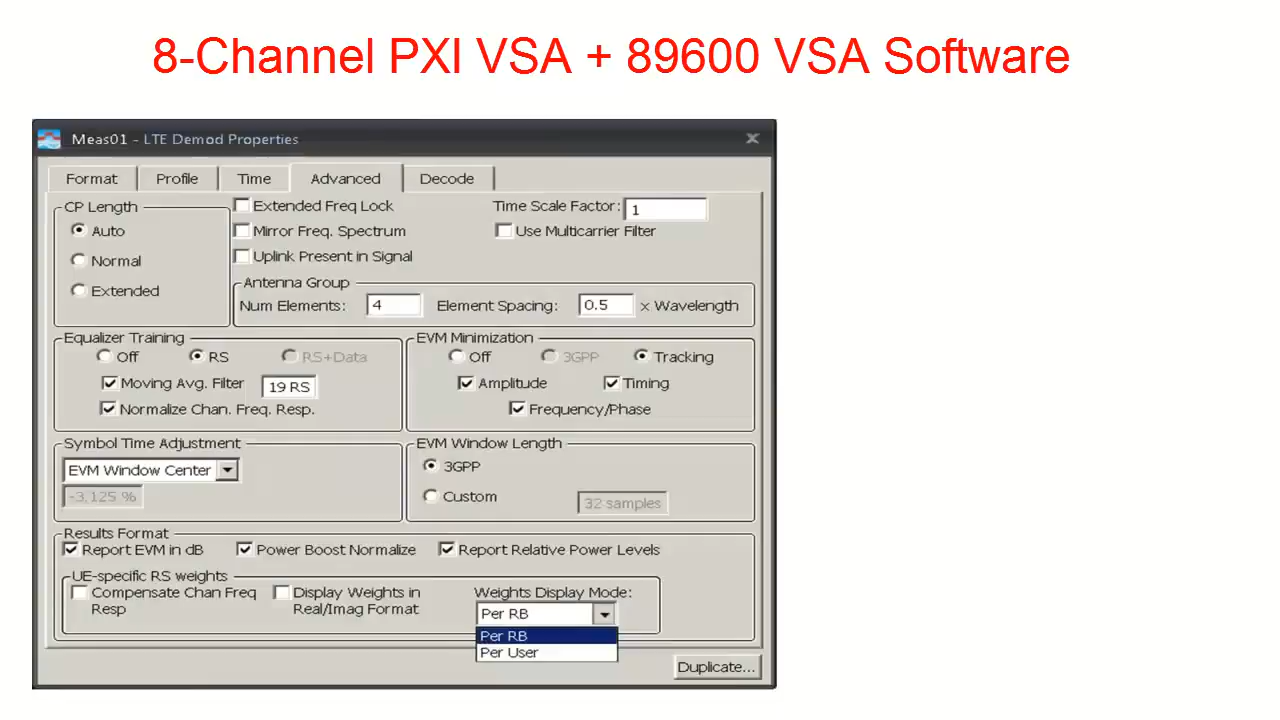 8-Channel PXI VSA + 89600 VSA Software
Meas01 - LTE Demod Properties
Format Profile Time Advanced Decode
CP Length
Auto
Normal
Extended
Extended Freq Lock
Mirror Freq. Spectrum
Uplink Present in Signal
Time Scale Factor: 1
Use Multicarrier Filter
Antenna Group
Num Elements: 4 Element Spacing: 0.5 x Wavelength
Equalizer Training
Off RS RS+Data
Moving Avg. Filter 19 RS
Normalize Chan. Freq. Resp.
EVM Minimization
Off 3GPP Tracking
Amplitude Timing
Frequency/Phase
Symbol Time Adjustment
EVM Window Center
-3.125 %
EVM Window Length
3GPP
Custom 32 samples
Results Format
Report EVM in dB Power Boost Normalize Report Relative Power Levels
UE-specific RS weights
Compensate Chan Freq
Resp
Display Weights in
Real/Imag Format
Weights Display Mode:
Per RB
Per RB
Per User
Duplicate...